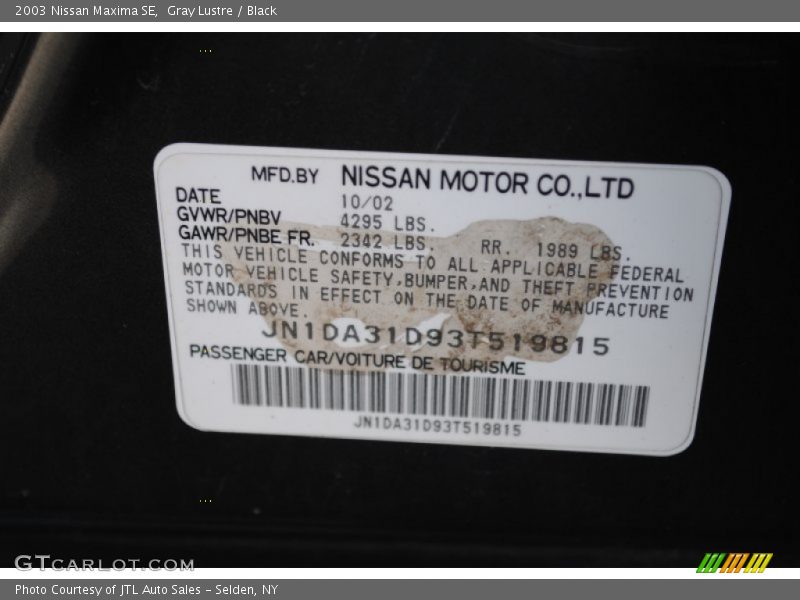 2003 Nissan Maxima SE,  Gray Lustre / Black
MFD.BY NISSAN MOTOR CO.,LTD
DATE 10/02
GVWR/PNBV 4295 LBS.
GAWR/PNBE FR. 2342 LBS. RR. 1989 LBS.
THIS VEHICLE CONFORMS TO ALL APPLICABLE FEDERAL
MOTOR VEHICLE SAFETY,BUMPER,AND THEFT PREVENTION
STANDARDS IN EFFECT ON THE DATE OF MANUFACTURE
SHOWN ABOVE.
JN1DA31D93T519815
PASSENGER CAR/VOITURE DE TOURISME
JN1DA31D93T519815
GTCARLOT.COM
Photo Courtesy of JTL Auto Sales - Selden, NY